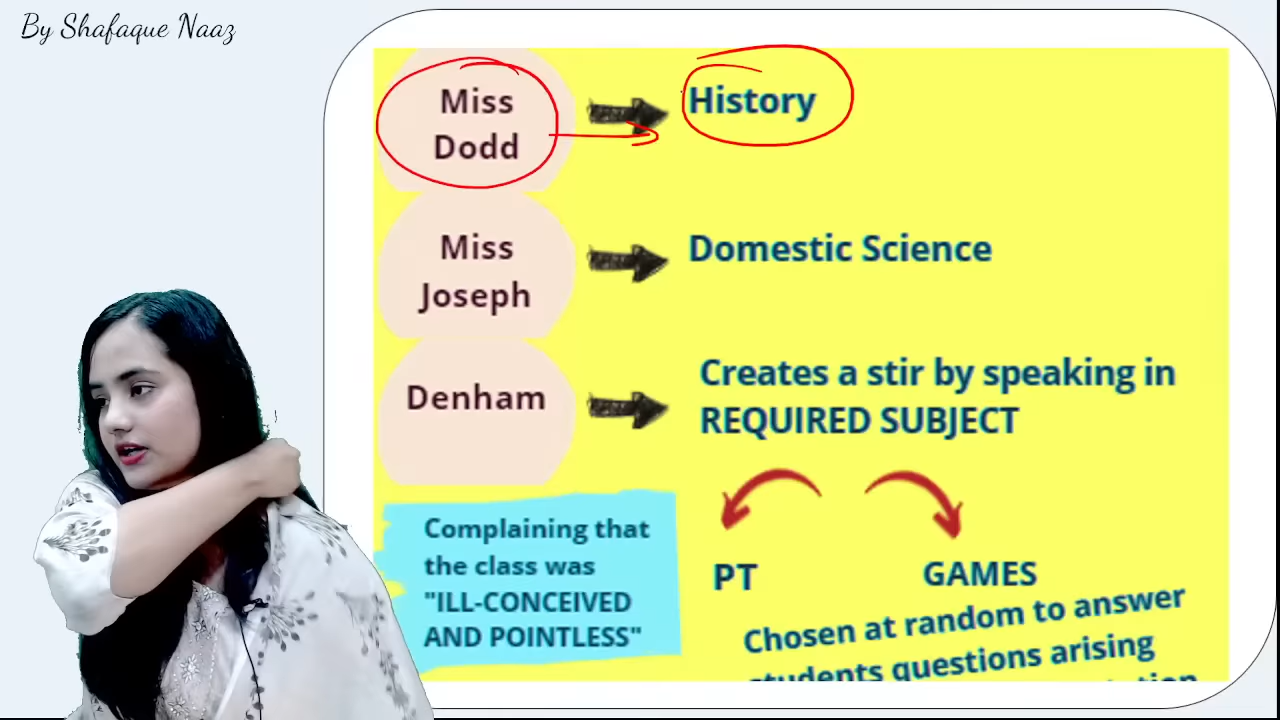 By Shafaque Naaz
Miss
Dodd
History
Miss
Joseph
Domestic Science
Denham
Creates a stir by speaking in
REQUIRED SUBJECT
Complaining that
the class was
"ILL-CONCEIVED
AND POINTLESS"
PT
GAMES
Chosen at random to answer
students questions arising